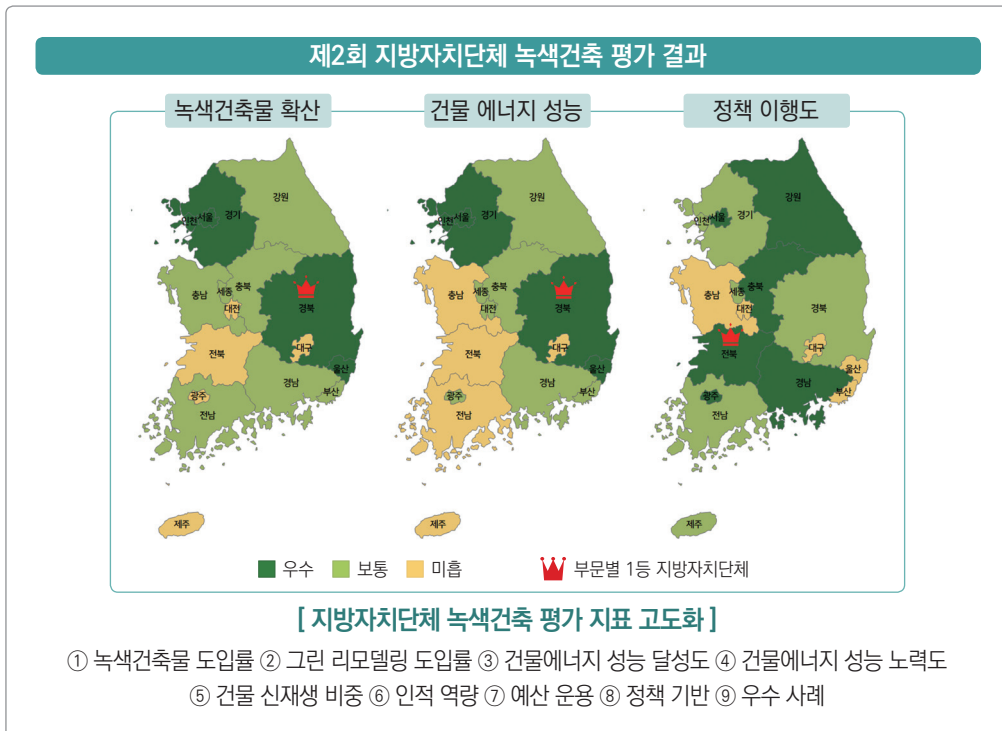 제2회 지방자치단체 녹색건축 평가 결과
녹색건축물 확산
건물 에너지 성능
정책 이행도
강원
인천
서울
경기
충남
세종
충북
대전
경북
대구
전북
울산
경남
부산
광주
전남
제주
강원
인천
서울
경기
충남
세종
충북
대전
경북
대구
전북
울산
경남
부산
광주
전남
제주
강원
인천
서울
경기
충남
세종
충북
대전
경북
대구
전북
울산
경남
부산
광주
전남
제주
우수 보통 미흡 부문별 1등 지방자치단체
[ 지방자치단체 녹색건축 평가 지표 고도화 ]
① 녹색건축물 도입률 ② 그린 리모델링 도입률 ③ 건물에너지 성능 달성도 ④ 건물에너지 성능 노력도
⑤ 건물 신재생 비중 ⑥ 인적 역량 ⑦ 예산 운용 ⑧ 정책 기반 ⑨ 우수 사례